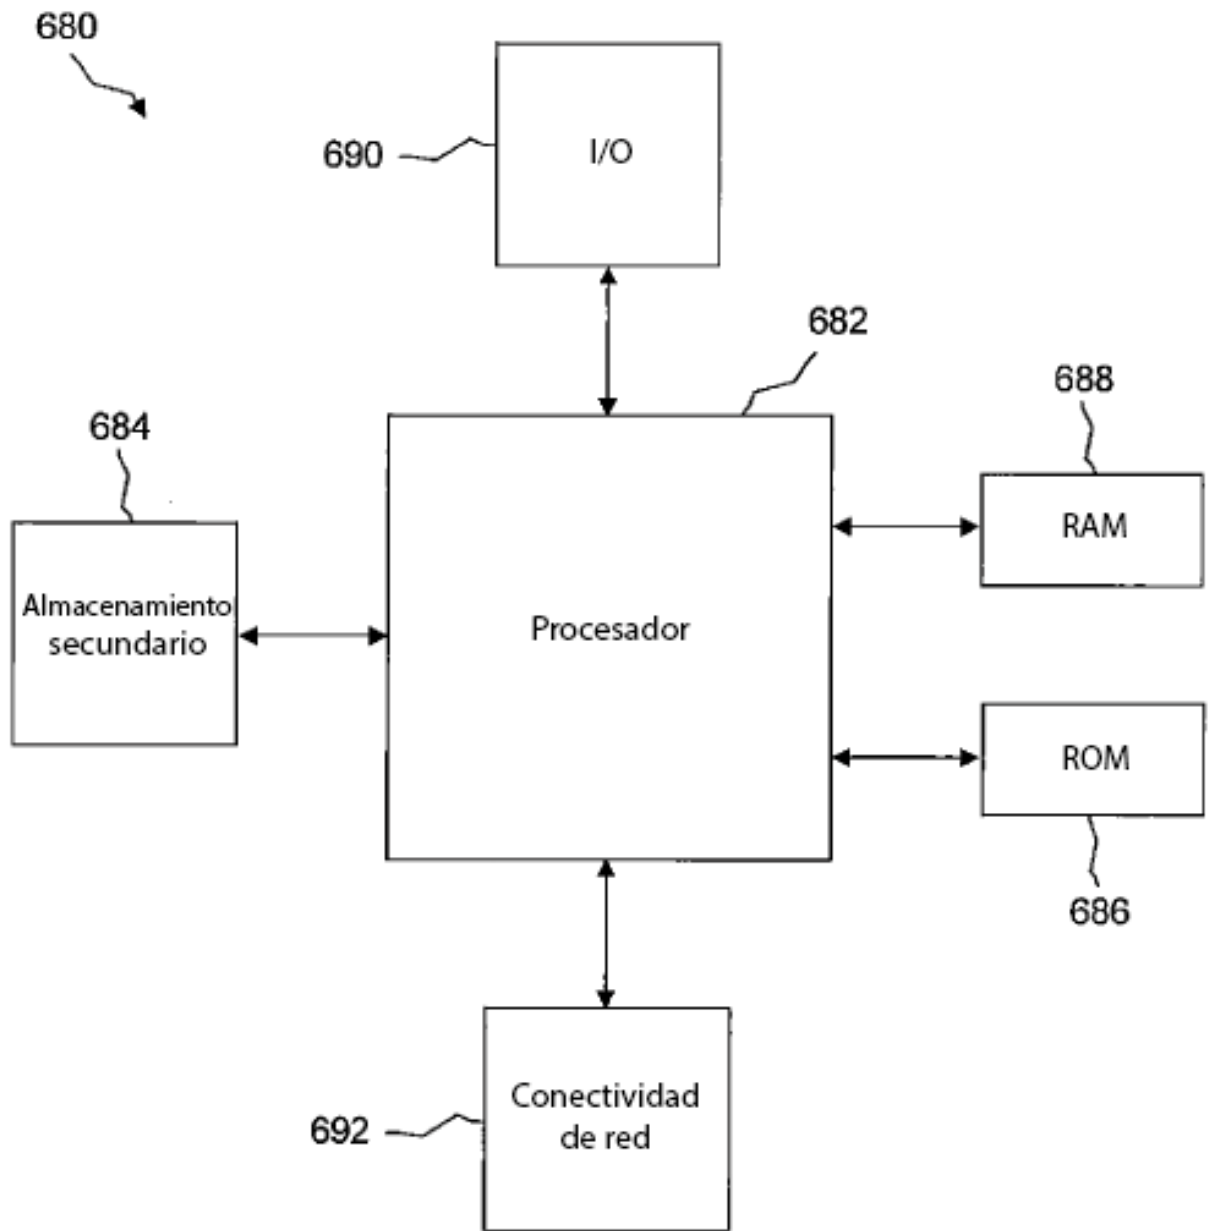 680
I/O
690
682
688
684
RAM
Almacenamiento
secundario
Procesador
ROM
686
Conectividad
de red
692